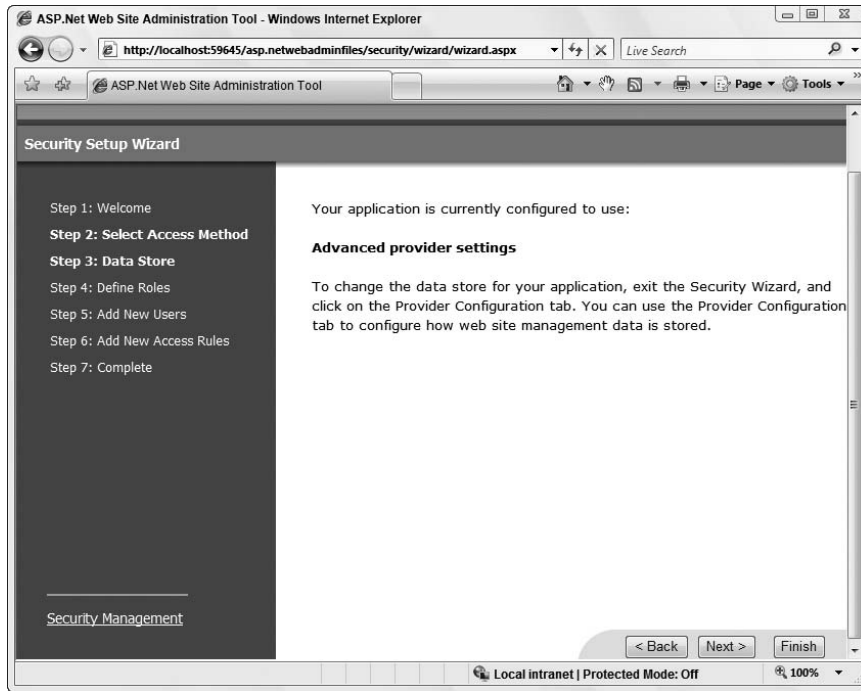 ASP.Net Web Site Administration Tool - Windows Internet Explorer
http://localhost:59645/asp.netwebadminfiles/security/wizard/wizard.aspx
Live Search
ASP.Net Web Site Administration Tool
Page
Tools
Security Setup Wizard
Step 1: Welcome
Step 2: Select Access Method
Step 3: Data Store
Step 4: Define Roles
Step 5: Add New Users
Step 6: Add New Access Rules
Step 7: Complete
Security Management
Your application is currently configured to use:
Advanced provider settings
To change the data store for your application, exit the Security Wizard, and
click on the Provider Configuration tab. You can use the Provider Configuration
tab to configure how web site management data is stored.
< Back
Next >
Finish
Local intranet | Protected Mode: Off
100%